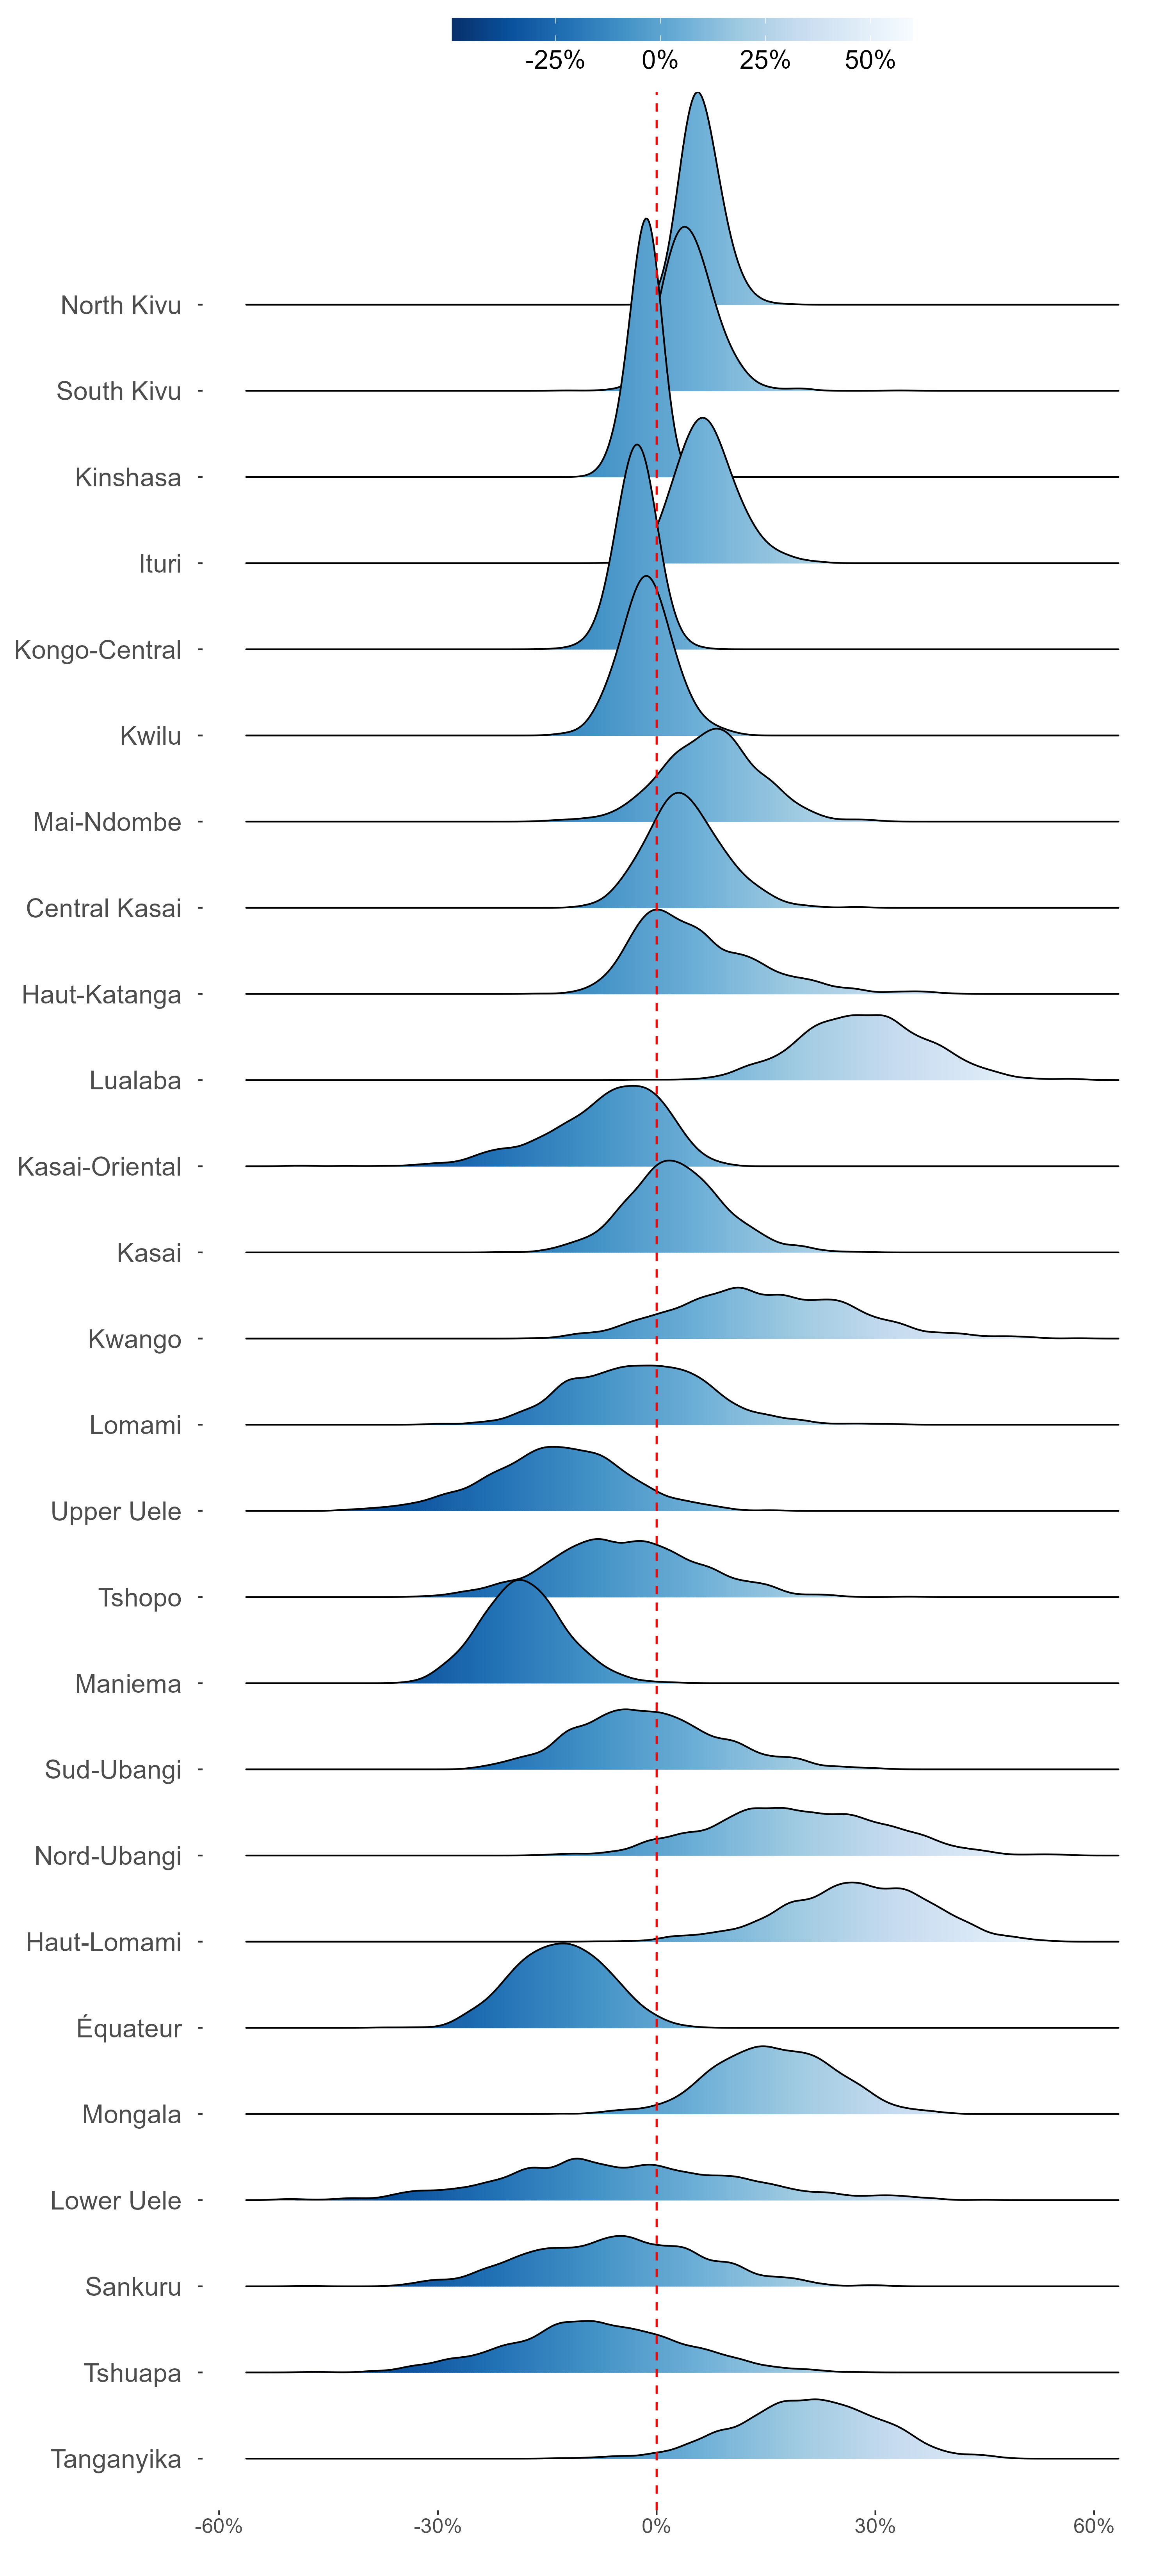 -25% 0% 25% 50%
North Kivu
South Kivu
Kinshasa
Ituri
Kongo-Central
Kwilu
Mai-Ndombe
Central Kasai
Haut-Katanga
Lualaba
Kasai-Oriental
Kasai
Kwango
Lomami
Upper Uele
Tshopo
Maniema
Sud-Ubangi
Nord-Ubangi
Haut-Lomami
Équateur
Mongala
Lower Uele
Sankuru
Tshuapa
Tanganyika
-60% -30% 0% 30% 60%